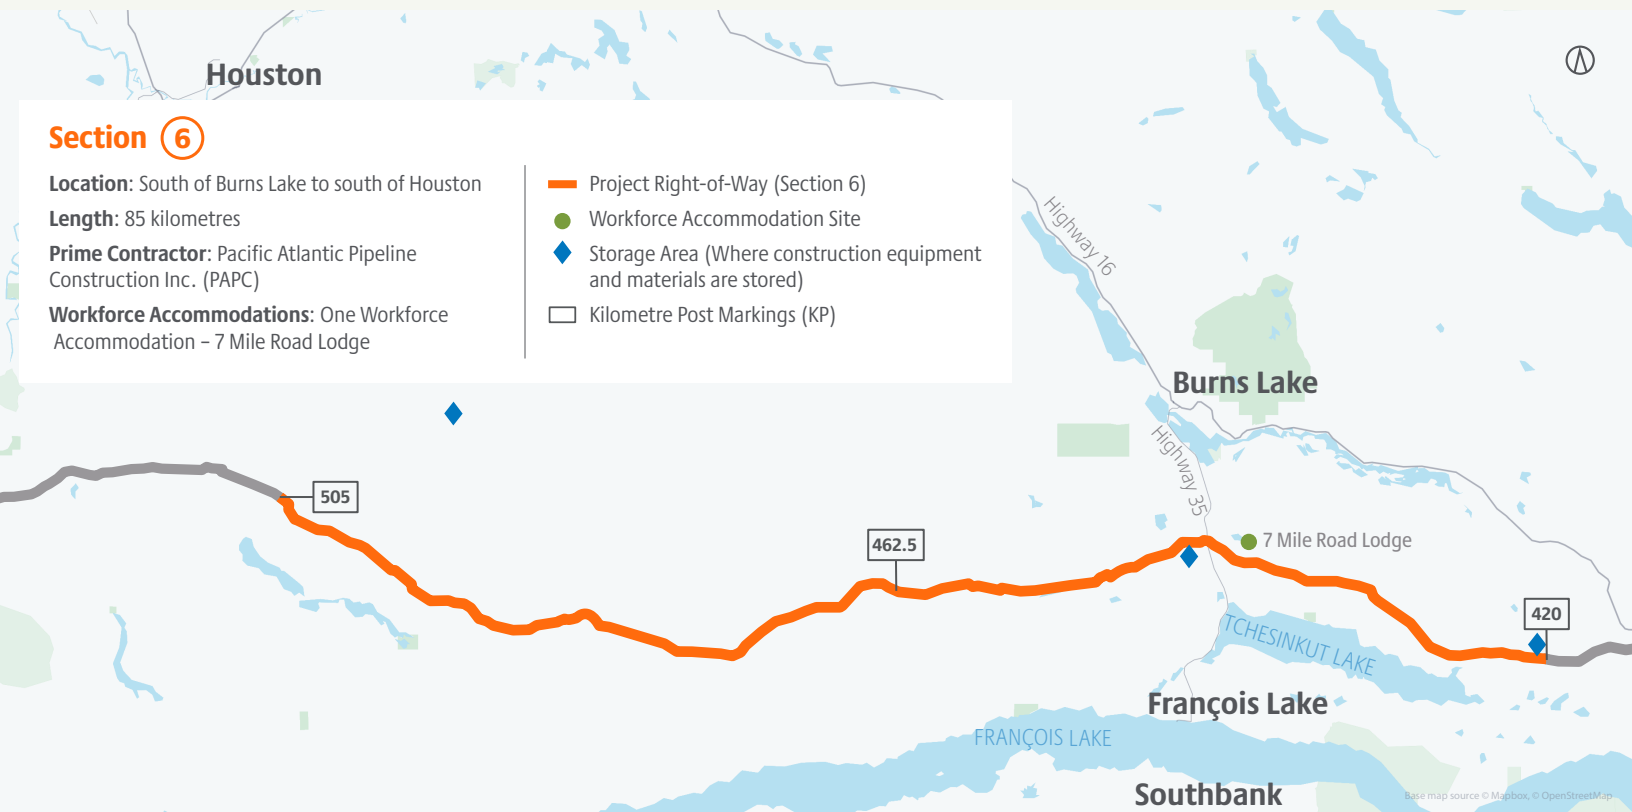 Houston
Section 6
Location: South of Burns Lake to south of Houston
Length: 85 kilometres
Prime Contractor: Pacific Atlantic Pipeline
Construction Inc. (PAPC)
Workforce Accommodations: One Workforce
Accommodation – 7 Mile Road Lodge
Project Right-of-Way (Section 6)
Workforce Accommodation Site
Storage Area (Where construction equipment
and materials are stored)
Kilometre Post Markings (KP)
Highway 16
Burns Lake
Highway 35
505
462.5
7 Mile Road Lodge
420
TCHESINKUT LAKE
François Lake
FRANÇOIS LAKE
Southbank
Base map source © Mapbox, © OpenStreetMap